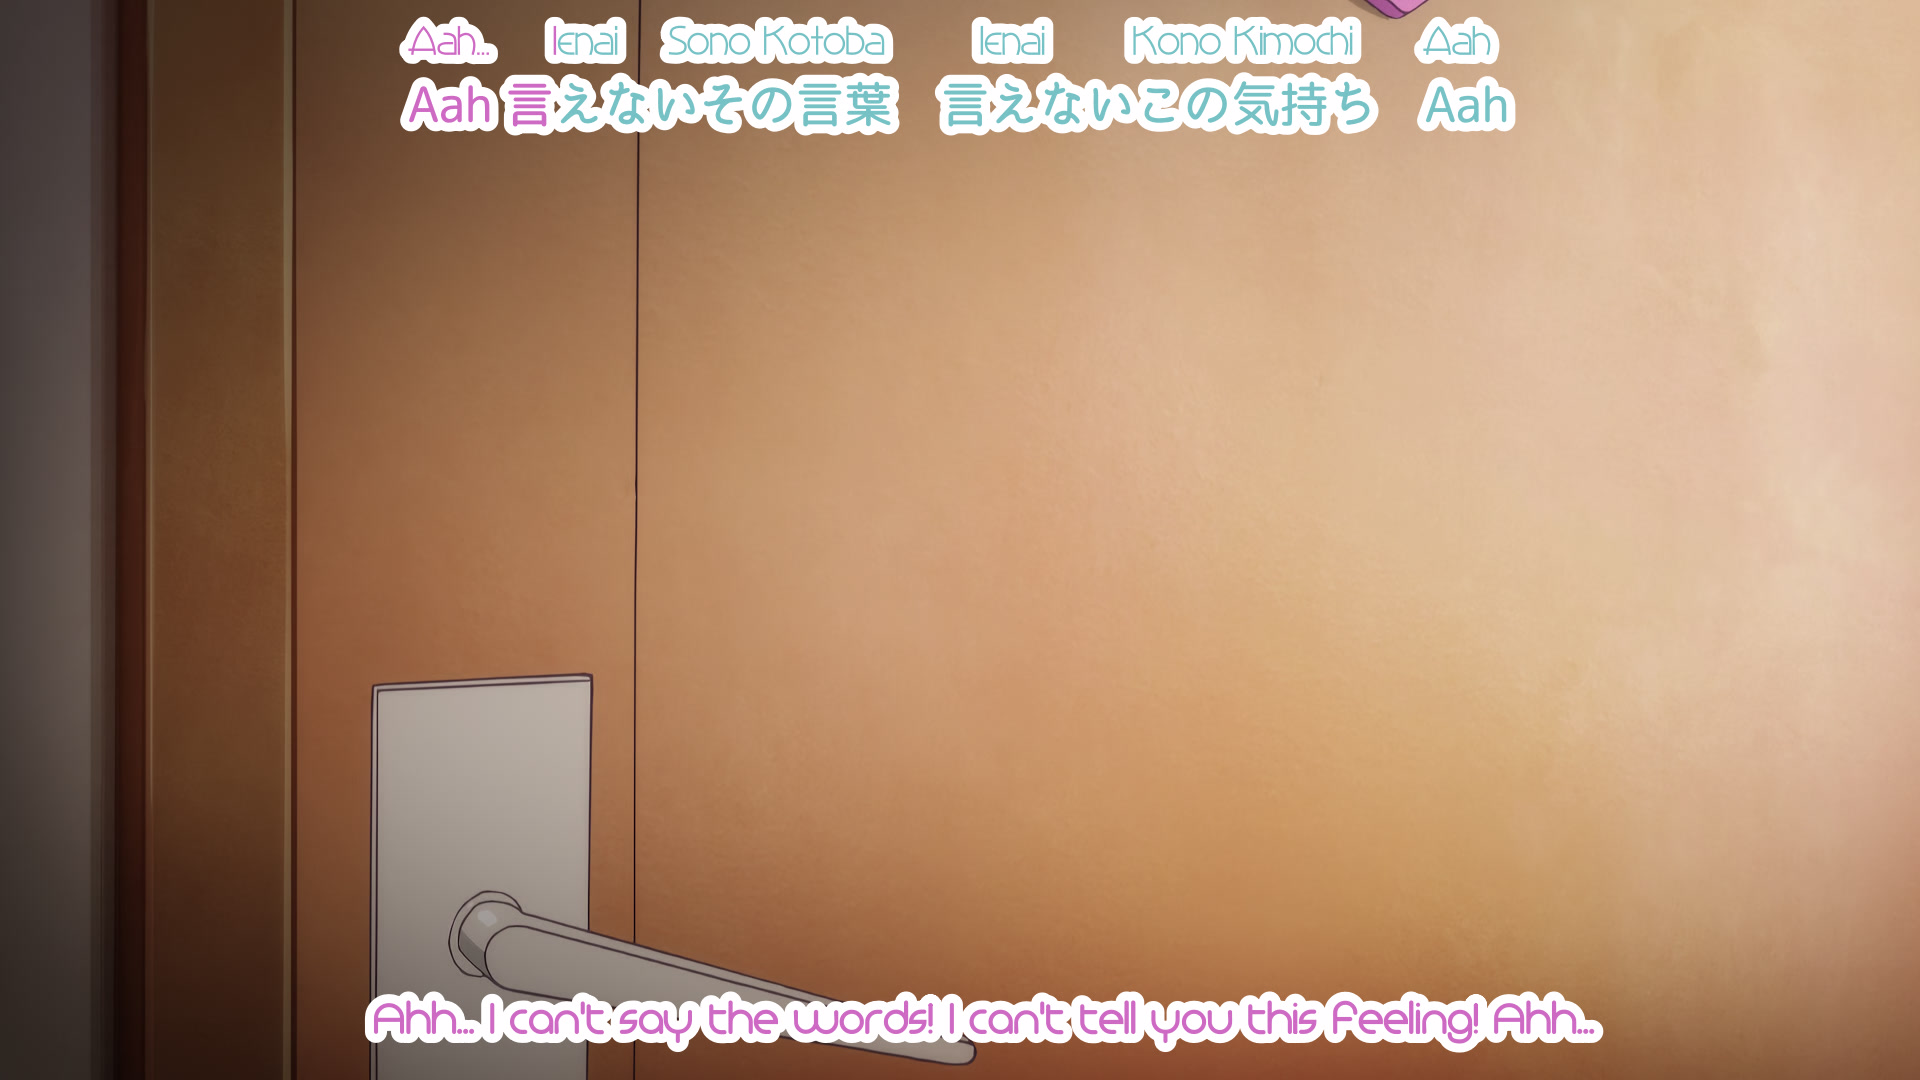 Aah... Ienai Sono Kotoba Ienai Kono Kimochi Aah
Aah 言えないその言葉 言えないこの気持ち Aah
Ahh... I can't say the words! I can't tell you this feeling! Ahh...